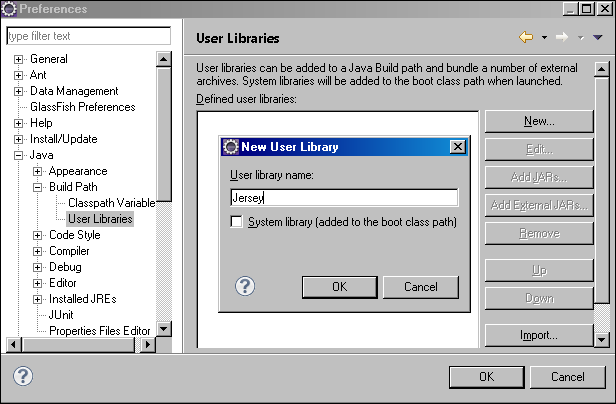 Preferences
type filter text
General
Ant
Data Management
GlassFish Preferences
Help
Install/Update
Java
Appearance
Build Path
Classpath Variable
User Libraries
Code Style
Compiler
Debug
Editor
Installed JREs
JUnit
Properties Files Editor
User Libraries
User libraries can be added to a Java Build path and bundle a number of external
archives. System libraries will be added to the boot class path when launched.
Defined user libraries:
New...
Edit...
Add JARs...
Add External JARs...
Remove
Up
Down
Import...
New User Library
User library name:
Jersey
System library (added to the boot class path)
?
OK
Cancel
?
OK
Cancel